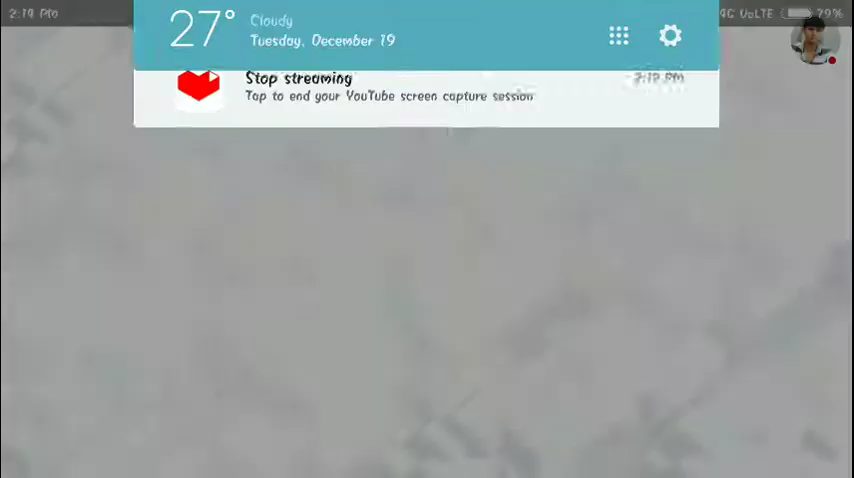 2:19 PM
4G VoLTE 79%
27°
Cloudy
Tuesday, December 19
Stop streaming
2:19 PM
Tap to end your YouTube screen capture session